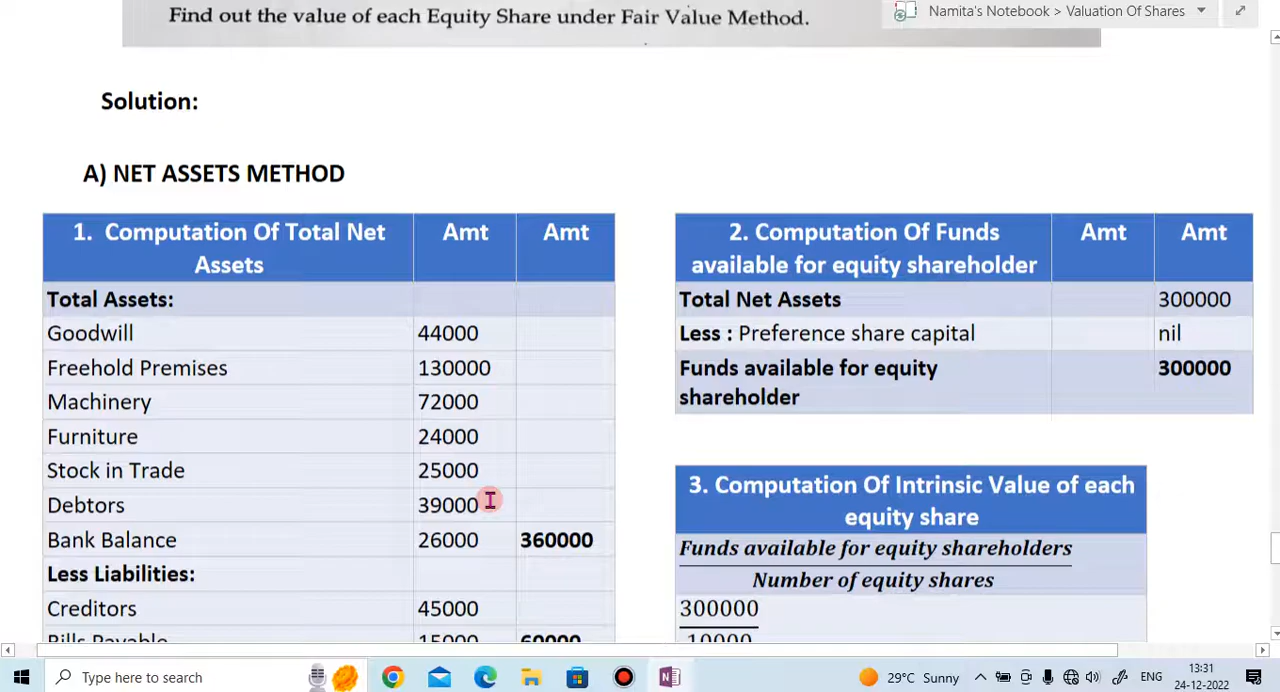 Find out the value of each Equity Share under Fair Value Method.
Namita's Notebook > Valuation Of Shares
Solution:
A) NET ASSETS METHOD
1. Computation Of Total Net Assets Amt Amt
Total Assets:
Goodwill 44000
Freehold Premises 130000
Machinery 72000
Furniture 24000
Stock in Trade 25000
Debtors 39000
Bank Balance 26000 360000
Less Liabilities:
Creditors 45000
Bills Payable 15000 60000
2. Computation Of Funds available for equity shareholder Amt Amt
Total Net Assets 300000
Less : Preference share capital nil
Funds available for equity shareholder 300000
3. Computation Of Intrinsic Value of each
equity share
Funds available for equity shareholders
Number of equity shares
300000
10000
Type here to search
29°C Sunny
ENG
13:31
24-12-2022